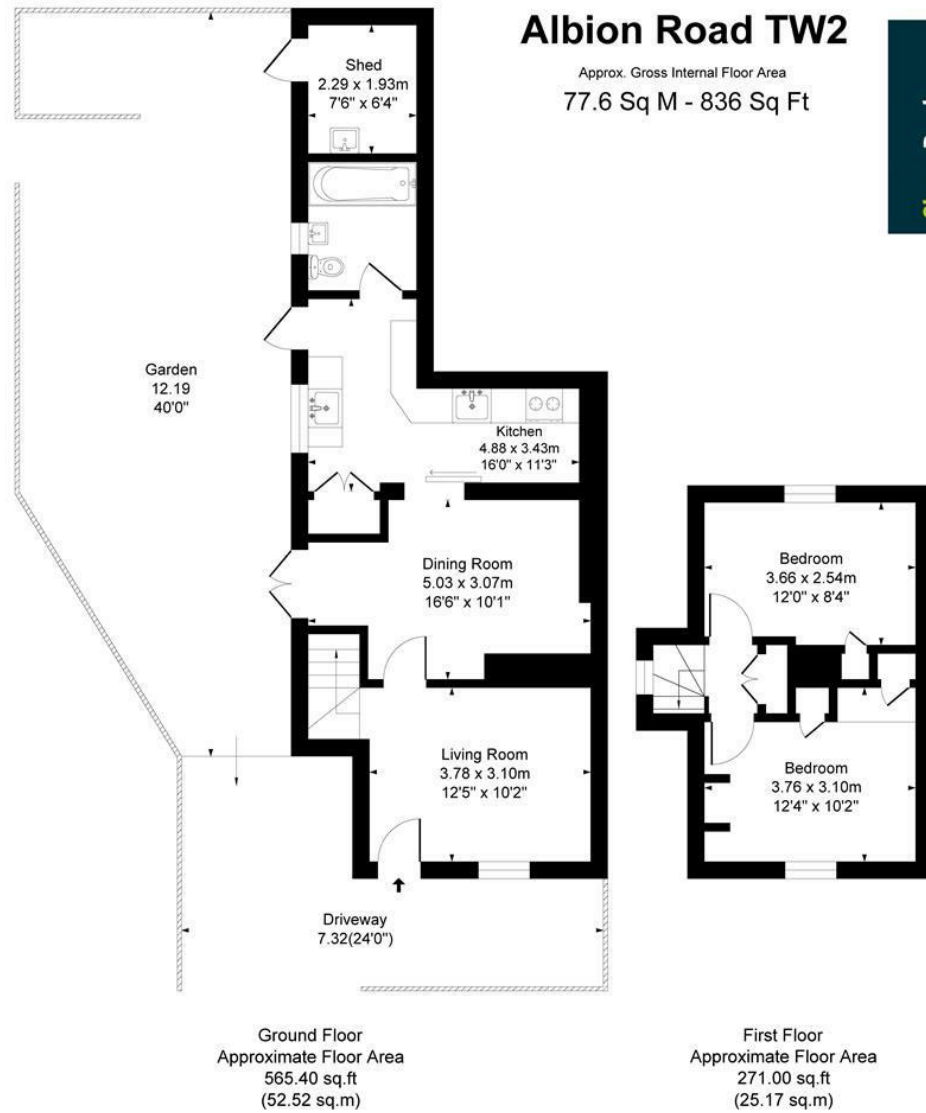 Albion Road TW2
Approx. Gross Internal Floor Area
77.6 Sq M - 836 Sq Ft
Shed
2.29 x 1.93m
7'6" x 6'4"
Garden
12.19
40'0"
Kitchen
4.88 x 3.43m
16'0" x 11'3"
Dining Room
5.03 x 3.07m
16'6" x 10'1"
Living Room
3.78 x 3.10m
12'5" x 10'2"
Driveway
7.32(24'0")
Bedroom
3.66 x 2.54m
12'0" x 8'4"
Bedroom
3.76 x 3.10m
12'4" x 10'2"
Ground Floor
Approximate Floor Area
565.40 sq.ft
(52.52 sq.m)
First Floor
Approximate Floor Area
271.00 sq.ft
(25.17 sq.m)